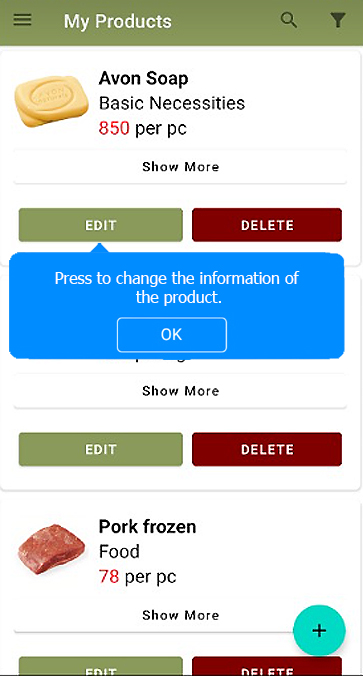 My Products
AVON
Avon Soap
Basic Necessities
850 per pc
Show More
EDIT
DELETE
Press to change the information of
the product.
OK
Show More
EDIT
DELETE
Pork frozen
Food
78 per pc
Show More
+
EDIT
DELETE